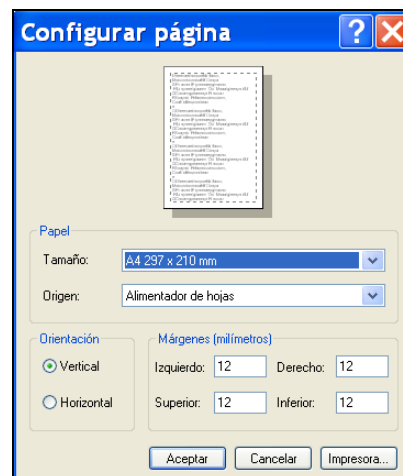 Configurar página
Papel
Tamaño: A4 297 x 210 mm
Origen: Alimentador de hojas
Orientación Márgenes (milímetros)
Vertical Izquierdo: 12 Derecho: 12
Horizontal Superior: 12 Inferior: 12
Aceptar Cancelar Impresora...